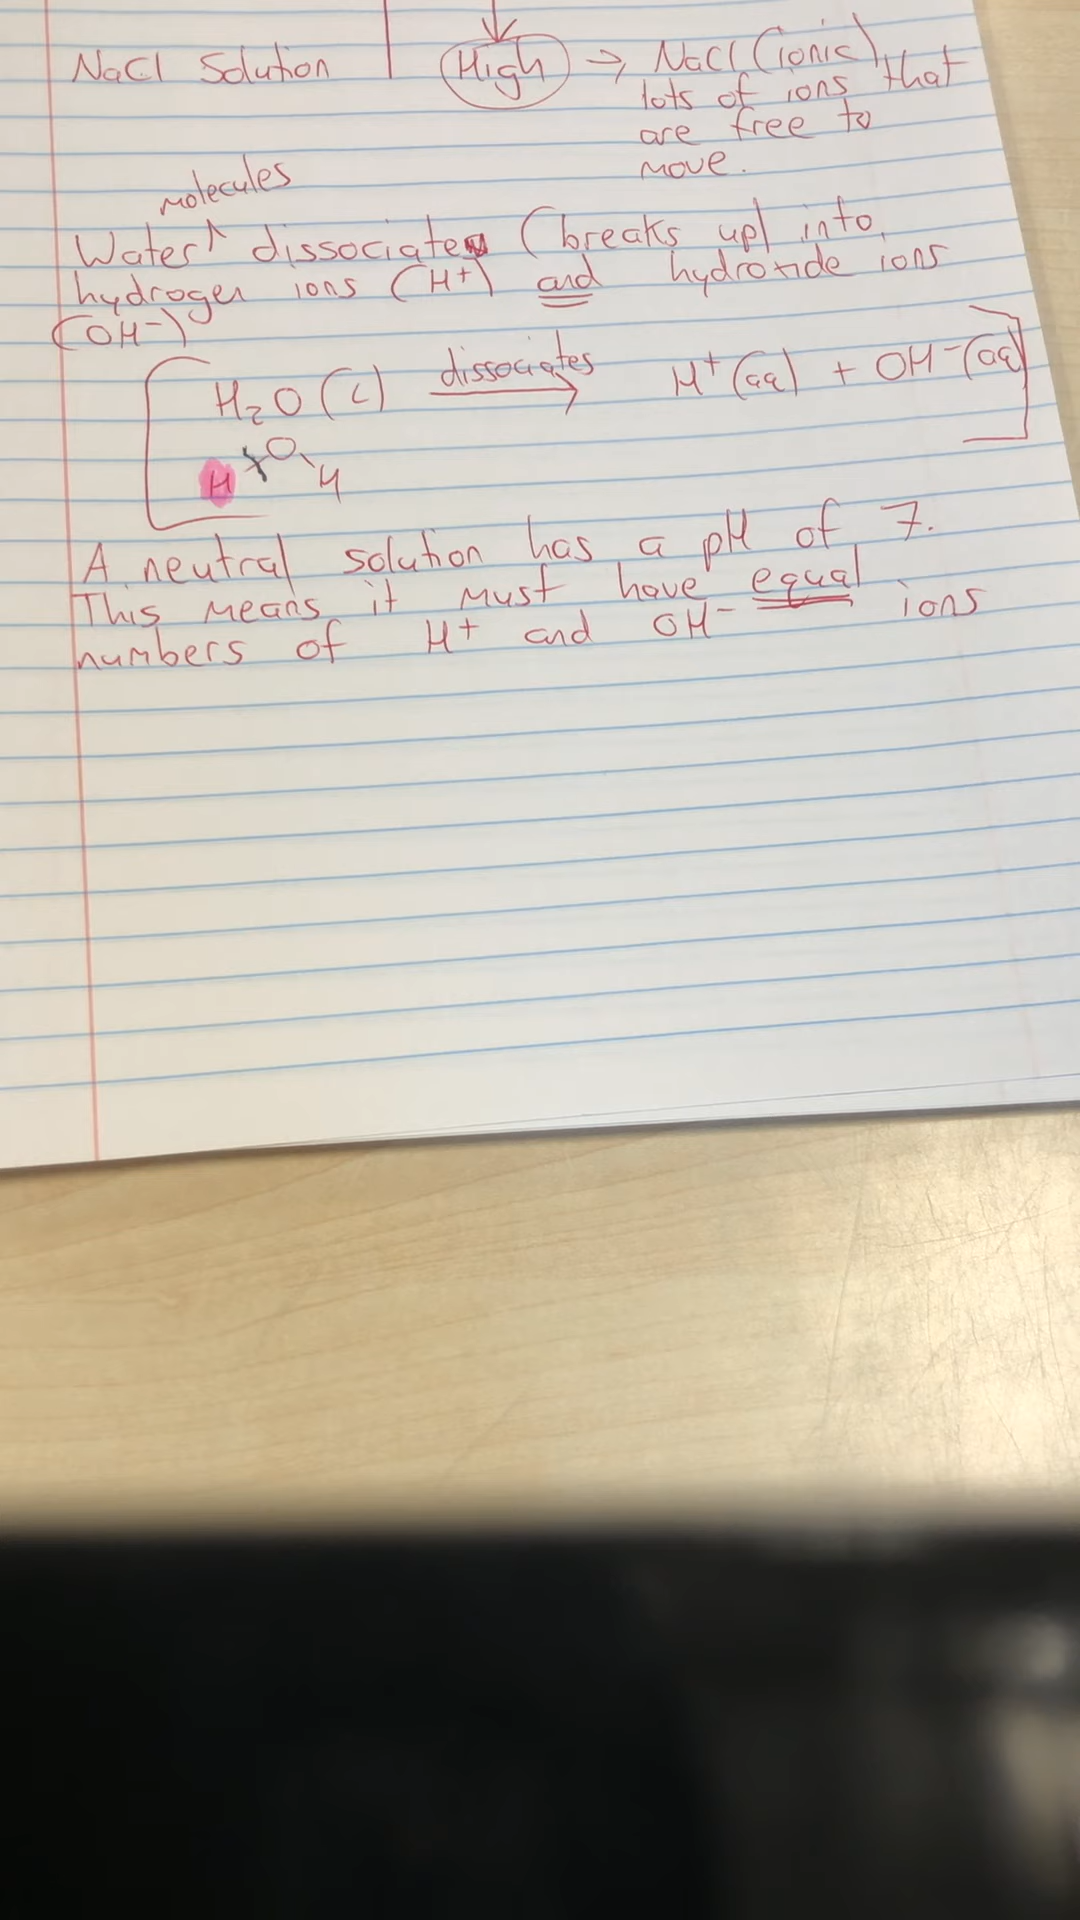 NaCl Solution High → NaCl (ionic),
lots of ions that
are free to
move.
molecules
Water ^ dissociates (breaks up) into
hydrogen ions (H+) and hydroxide ions
(OH-)
H2O (L) dissociates → H+ (aq) + OH- (aq)
H O H
A neutral solution has a pH of 7.
This means it must have equal
numbers of H+ and OH- ions